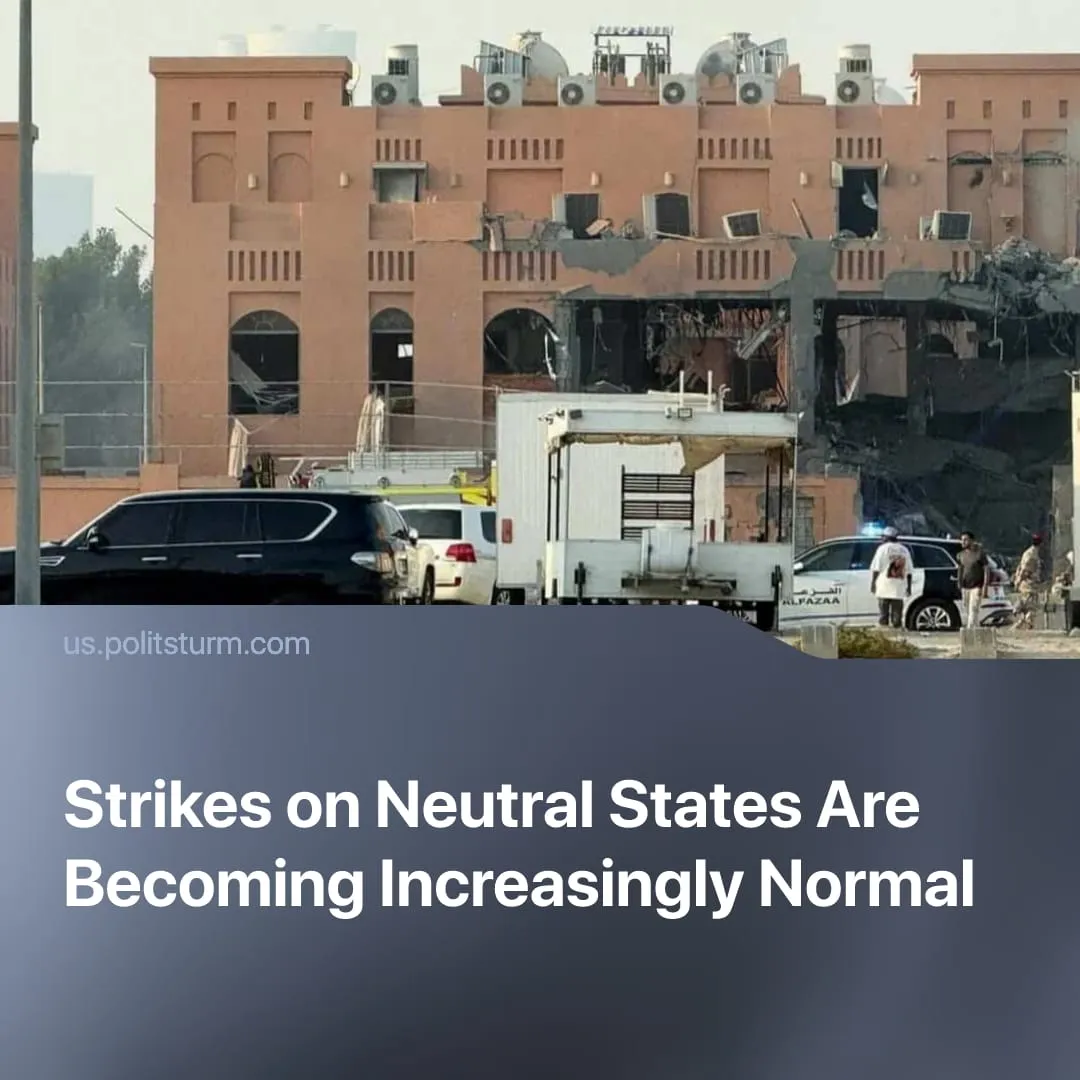 الفزعة
ALFAZAA
us.politsturm.com
Strikes on Neutral States Are
Becoming Increasingly Normal